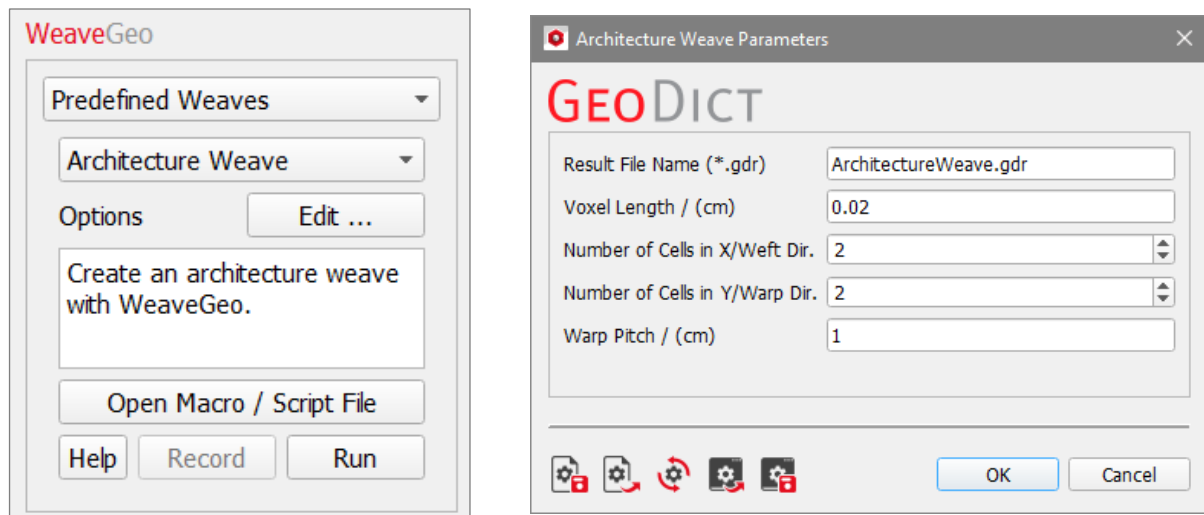 WeaveGeo
Predefined Weaves
Architecture Weave
Options
Edit ...
Create an architecture weave
with WeaveGeo.
Open Macro / Script File
Help
Record
Run
Architecture Weave Parameters
GEODICT
Result File Name (*.gdr)
ArchitectureWeave.gdr
Voxel Length / (cm)
0.02
Number of Cells in X/Weft Dir.
2
Number of Cells in Y/Warp Dir.
2
Warp Pitch / (cm)
1
OK
Cancel